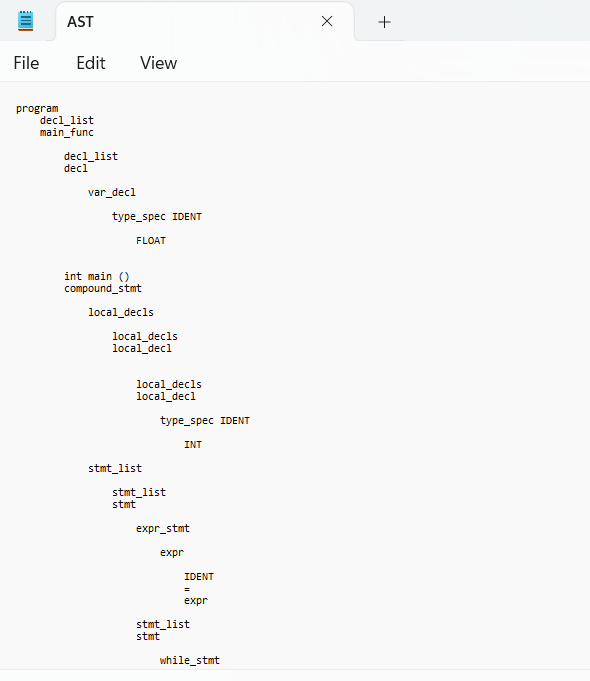 AST
File Edit View
program
decl_list
main_func
decl_list
decl
var_decl
type_spec IDENT
FLOAT
int main ()
compound_stmt
local_decls
local_decls
local_decl
local_decls
local_decl
type_spec IDENT
INT
stmt_list
stmt_list
stmt
expr_stmt
expr
IDENT
=
expr
stmt_list
stmt
while_stmt